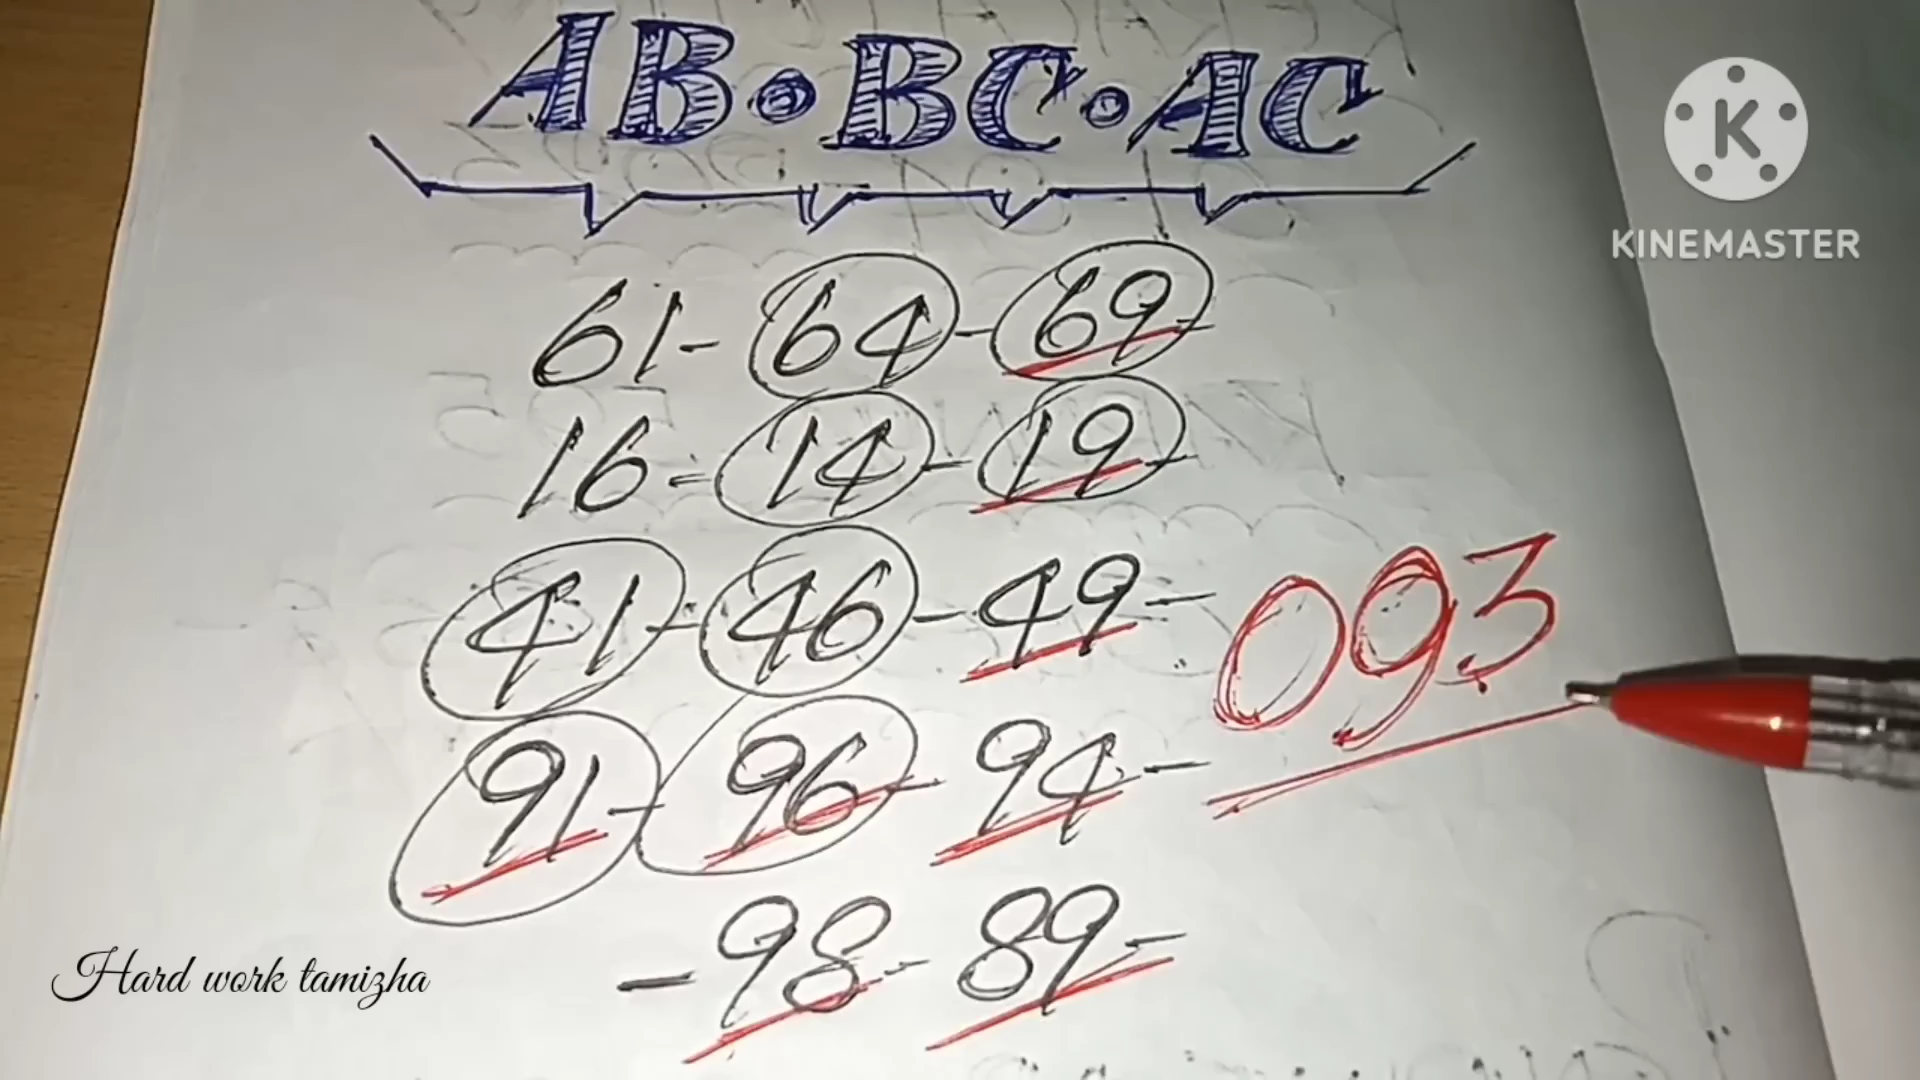 AB • BC • AC
61 - 64 - 69 -
16 - 14 - 19 -
41 - 46 - 49 -
91 - 96 - 94 -
- 98 - 89 -
093
K
KINEMASTER
Hard work tamizha